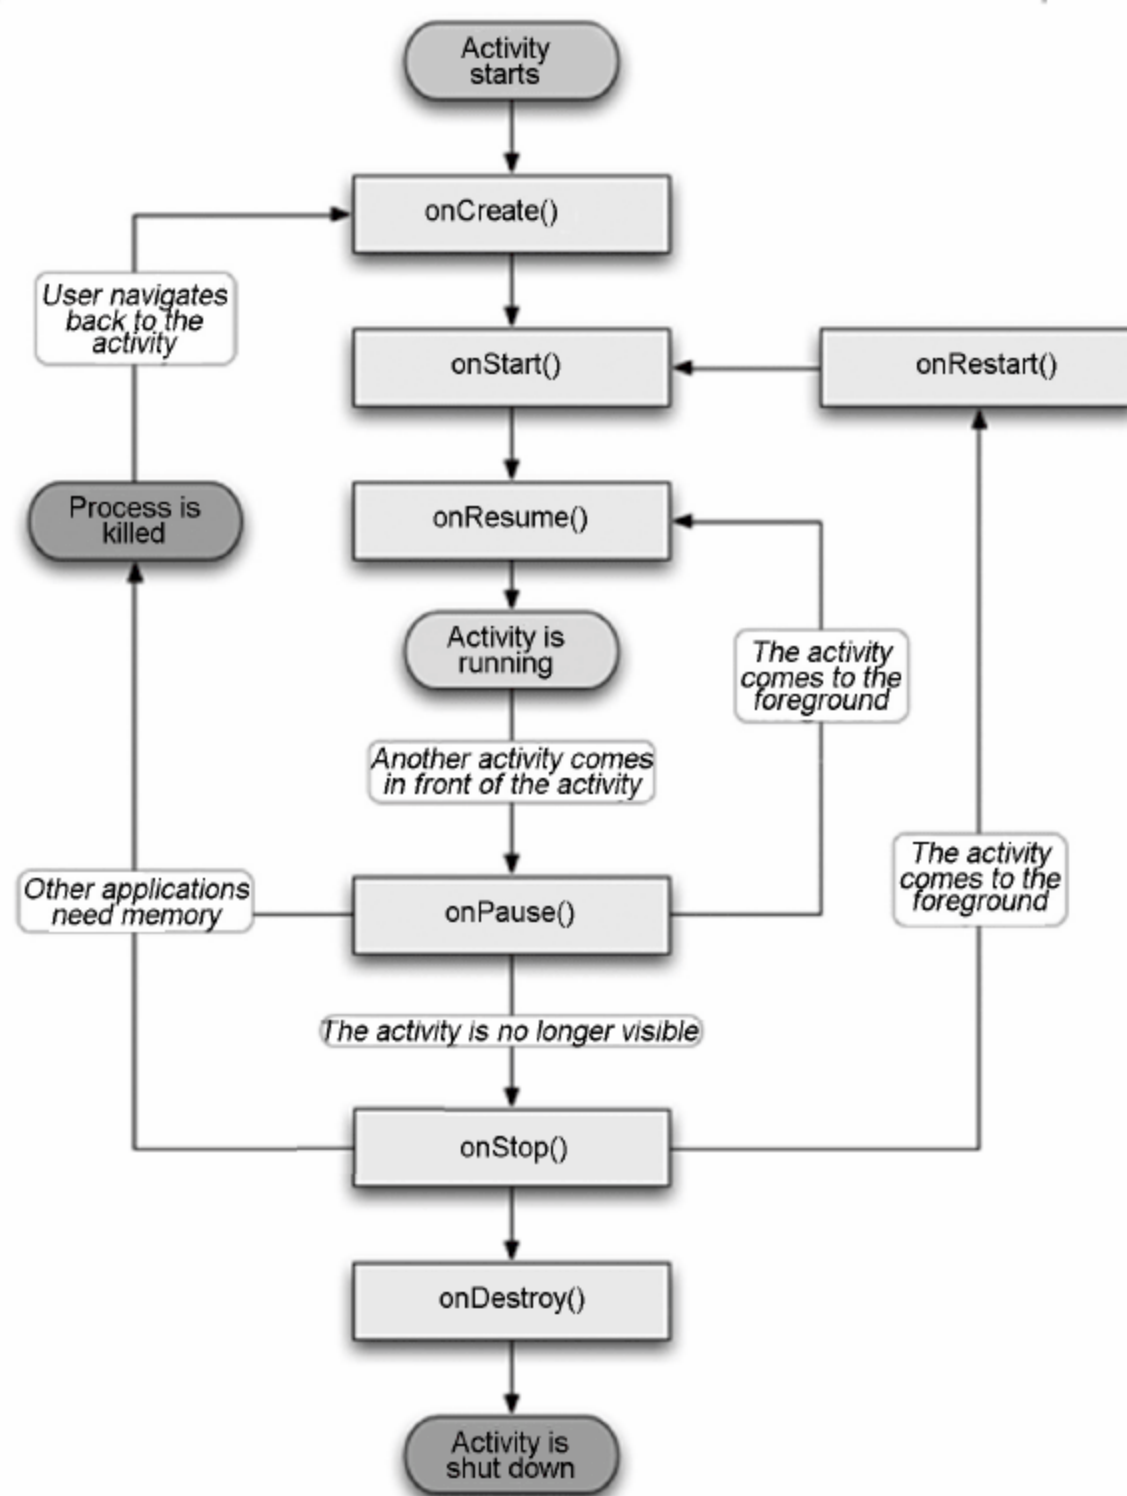 Activity
starts
onCreate()
User navigates
back to the
activity
onStart()
onRestart()
Process is
killed
onResume()
Activity is
running
The activity
comes to the
foreground
Another activity comes
in front of the activity
The activity
comes to the
foreground
Other applications
need memory
onPause()
The activity is no longer visible
onStop()
onDestroy()
Activity is
shut down